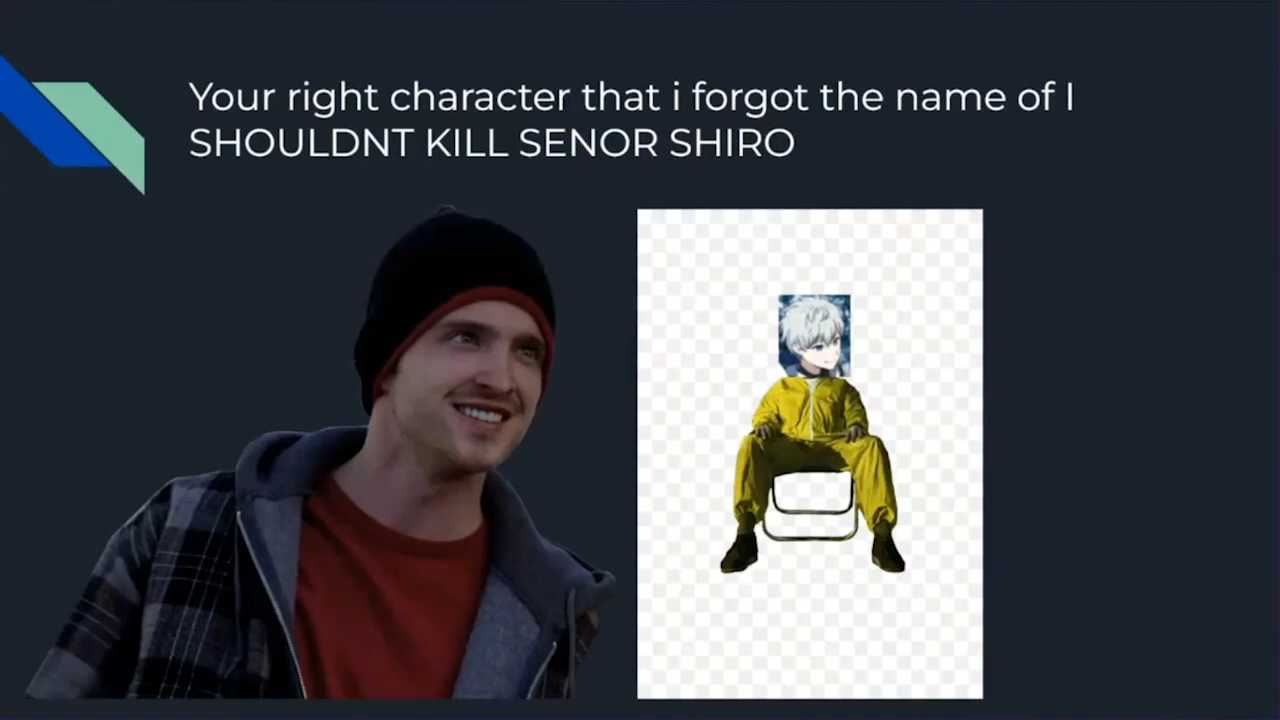 Your right character that i forgot the name of I
SHOULDNT KILL SENOR SHIRO